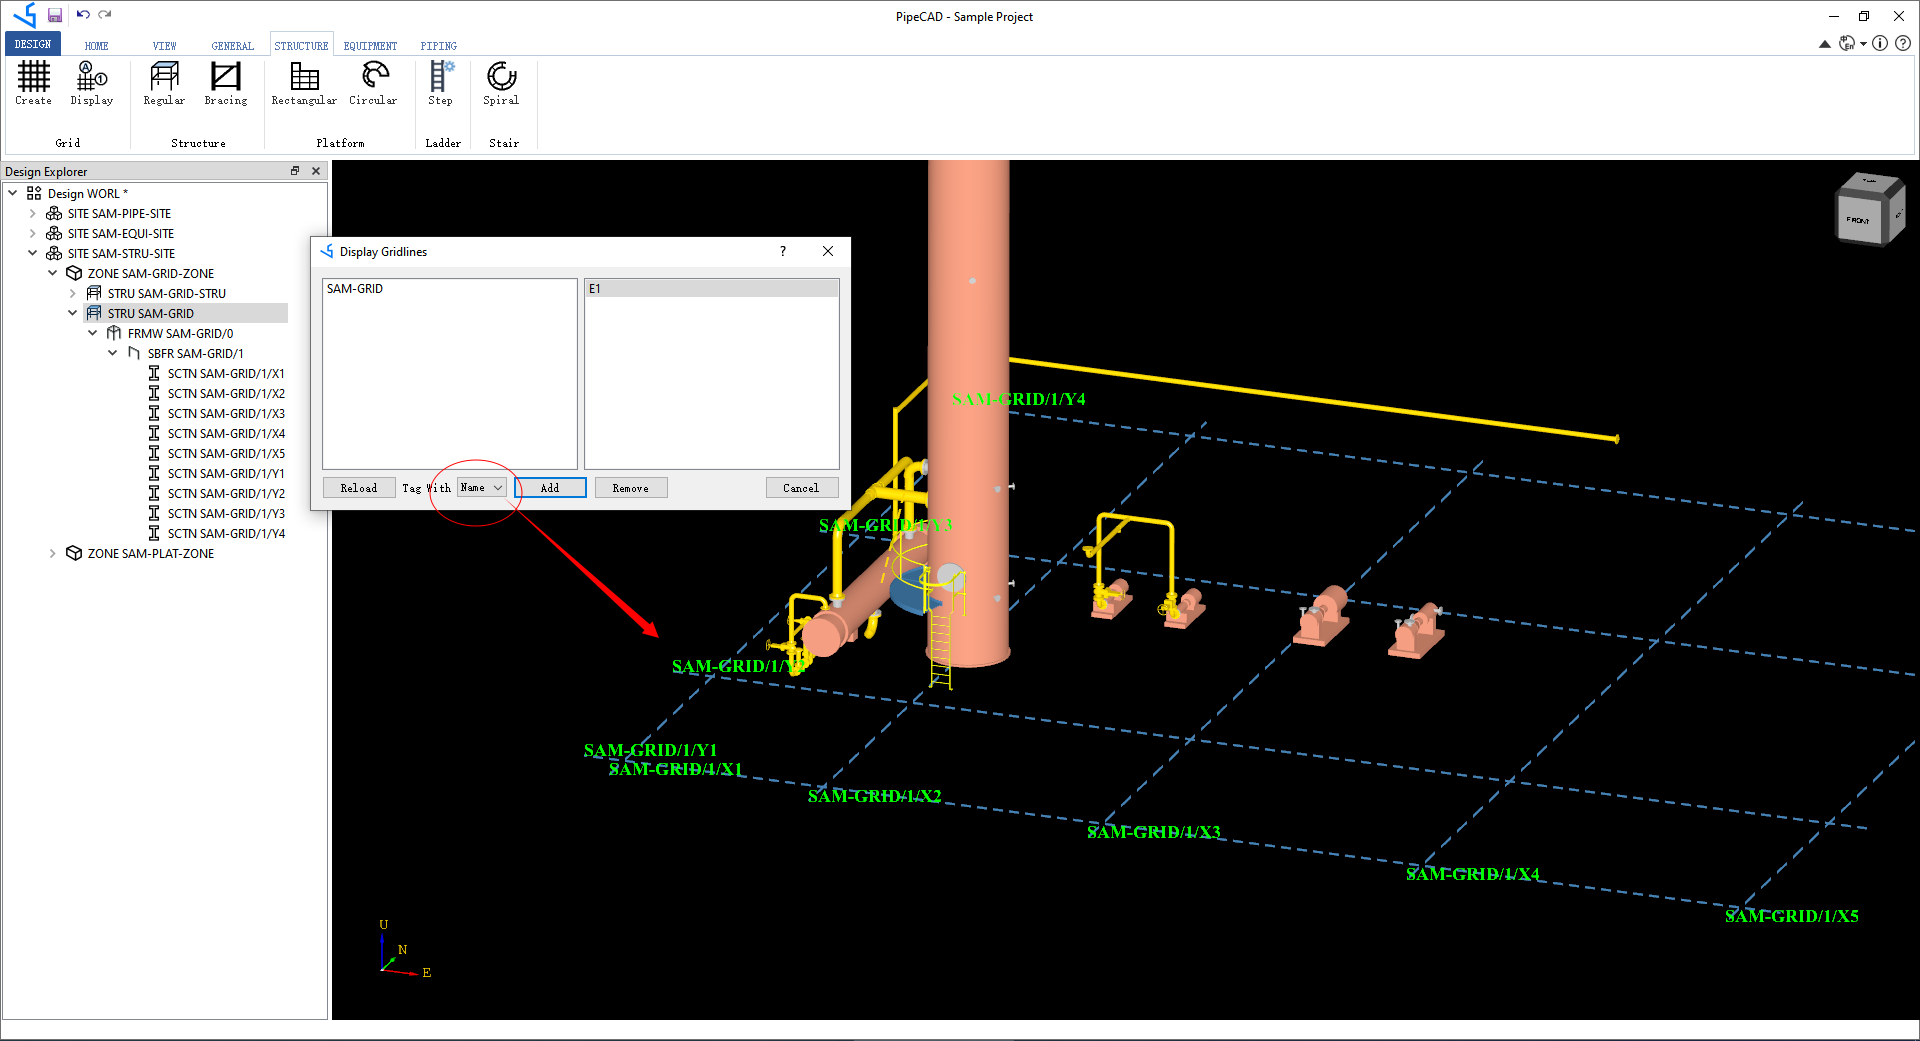 PipeCAD - Sample Project
DESIGN HOME VIEW GENERAL STRUCTURE EQUIPMENT PIPING
Create Display Regular Bracing Rectangular Circular Step Spiral
Grid Structure Platform Ladder Stair
Design Explorer
Design WORL *
SITE SAM-PIPE-SITE
SITE SAM-EQUI-SITE
SITE SAM-STRU-SITE
ZONE SAM-GRID-ZONE
STRU SAM-GRID-STRU
STRU SAM-GRID
FRMW SAM-GRID/0
SBFR SAM-GRID/1
SCTN SAM-GRID/1/X1
SCTN SAM-GRID/1/X2
SCTN SAM-GRID/1/X3
SCTN SAM-GRID/1/X4
SCTN SAM-GRID/1/X5
SCTN SAM-GRID/1/Y1
SCTN SAM-GRID/1/Y2
SCTN SAM-GRID/1/Y3
SCTN SAM-GRID/1/Y4
ZONE SAM-PLAT-ZONE
Display Gridlines
?
SAM-GRID
E1
Reload Tag With Name Add Remove Cancel
FRONT
SAM-GRID/1/Y4
SAM-GRID/1/Y3
SAM-GRID/1/Y2
SAM-GRID/1/Y1
SAM-GRID/1/X1
SAM-GRID/1/X2
SAM-GRID/1/X3
SAM-GRID/1/X4
SAM-GRID/1/X5
U
N
E